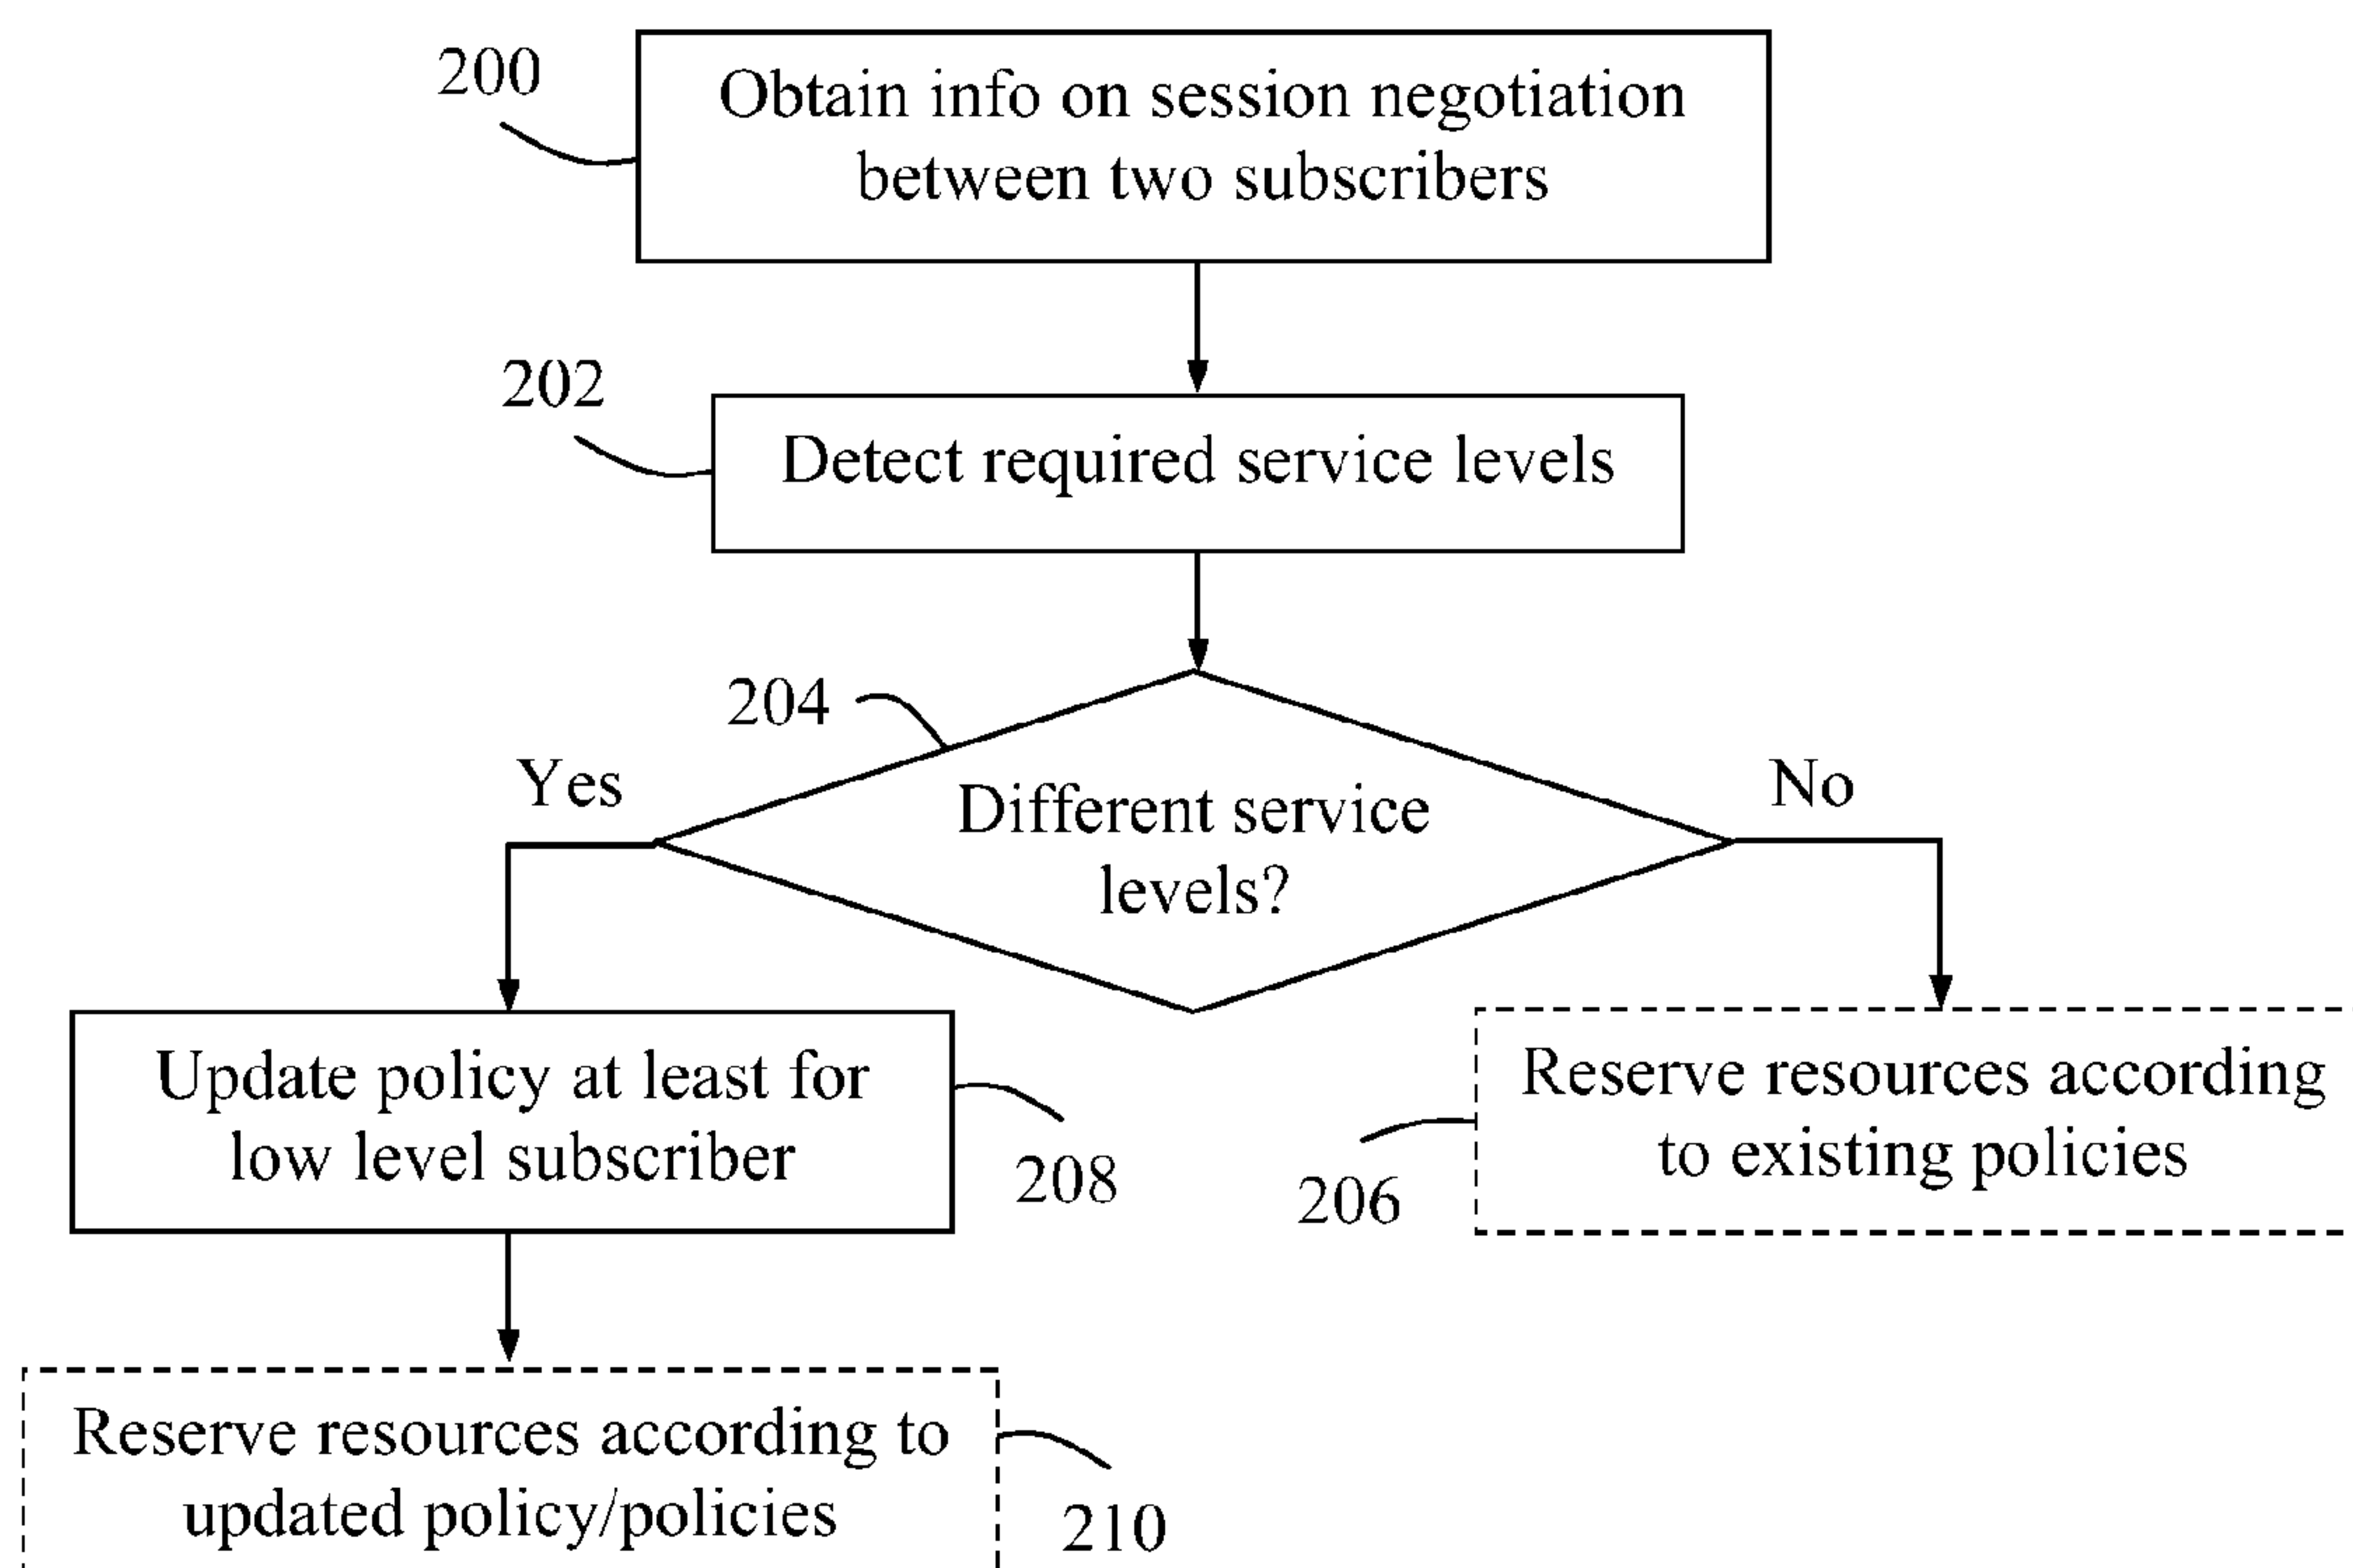 200
Obtain info on session negotiation
between two subscribers
202
Detect required service levels
204
Yes
Different service
levels?
No
Update policy at least for
low level subscriber
208
206
Reserve resources according
to existing policies
Reserve resources according to
updated policy/policies
210